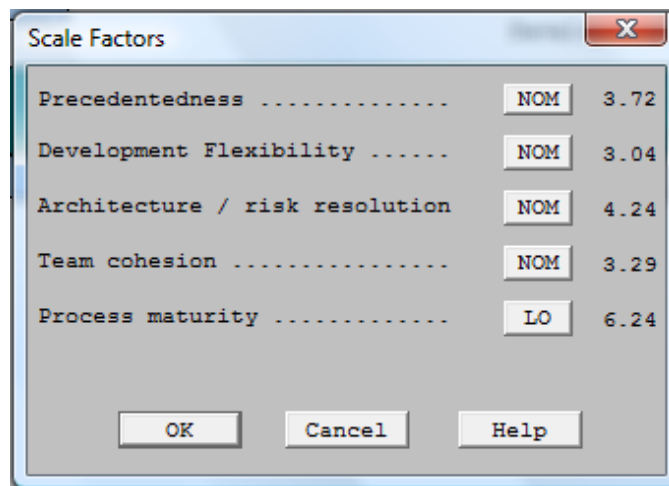 Scale Factors
Precedentedness .............. NOM 3.72
Development Flexibility ...... NOM 3.04
Architecture / risk resolution NOM 4.24
Team cohesion ................ NOM 3.29
Process maturity ............. LO 6.24
OK Cancel Help